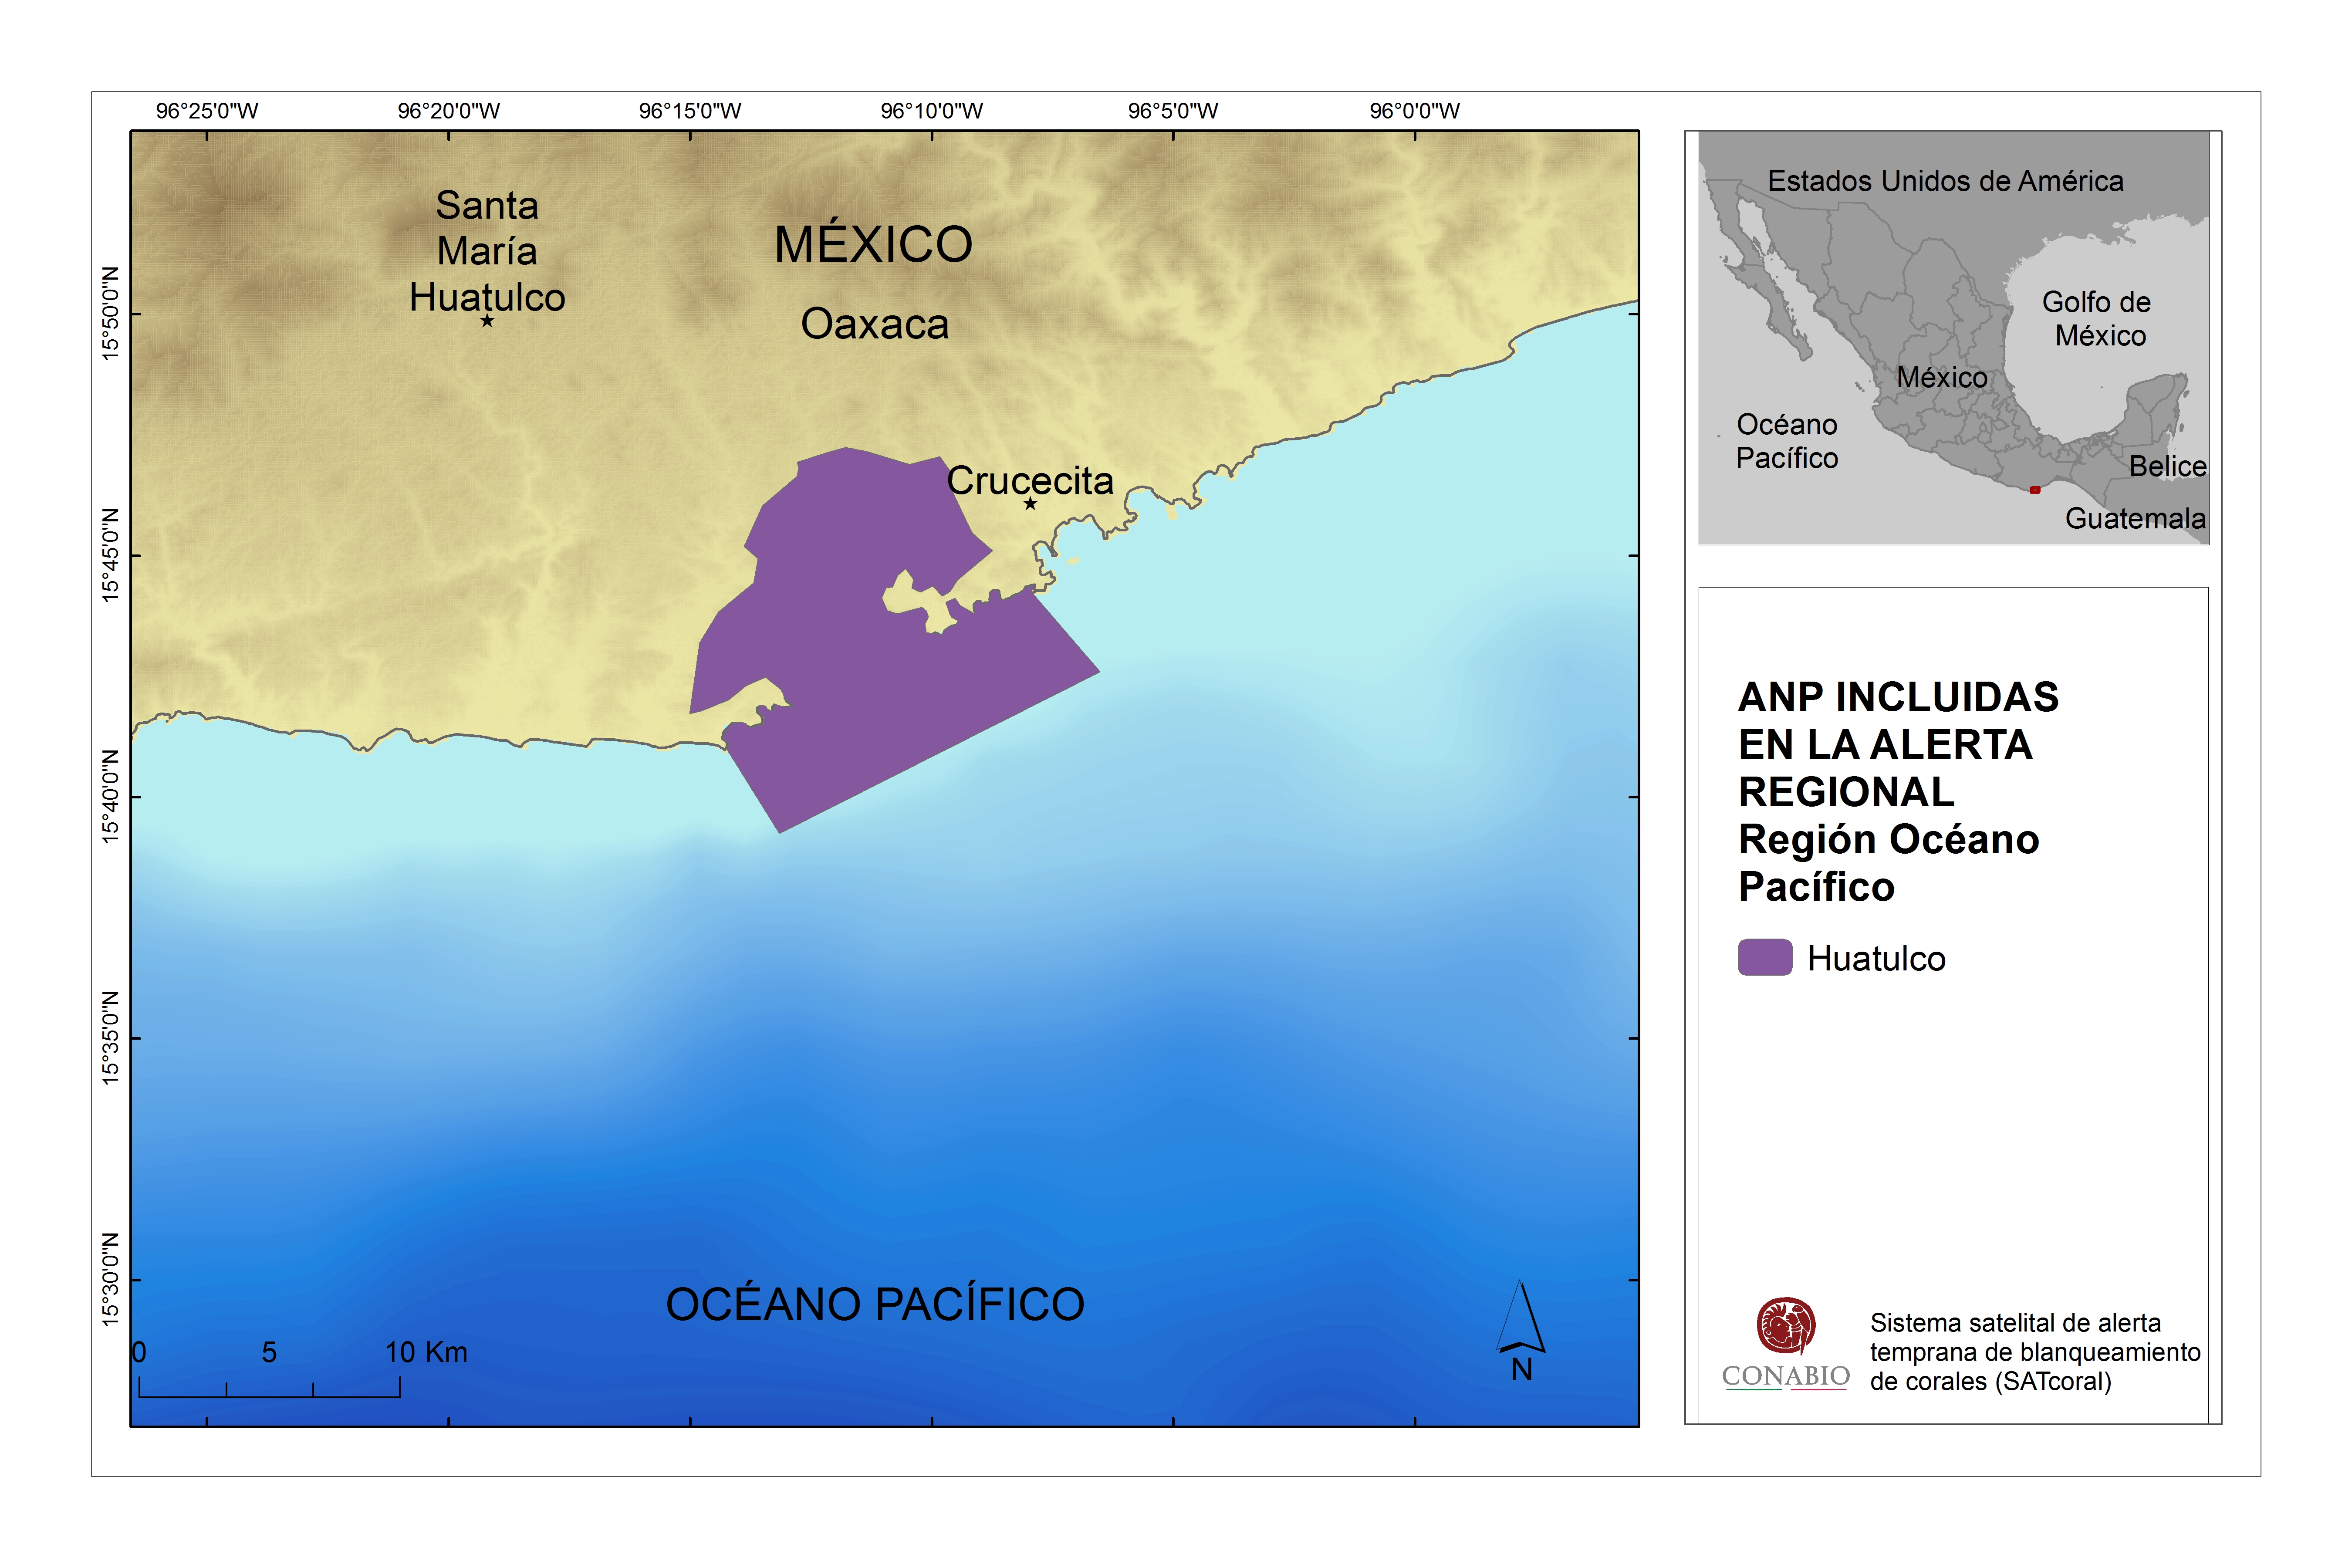 96°25'0"W
96°20'0"W
96°15'0"W
96°10'0"W
96°5'0"W
96°0'0"W
15°50'0"N
15°45'0"N
15°40'0"N
15°35'0"N
15°30'0"N
Santa
María
Huatulco
MÉXICO
Oaxaca
Crucecita
OCÉANO PACÍFICO
0 5 10 Km
N
Estados Unidos de América
Golfo de
México
México
Océano
Pacífico
Belice
Guatemala
ANP INCLUIDAS
EN LA ALERTA
REGIONAL
Región Océano
Pacífico
Huatulco
CONABIO
Sistema satelital de alerta
temprana de blanqueamiento
de corales (SATcoral)